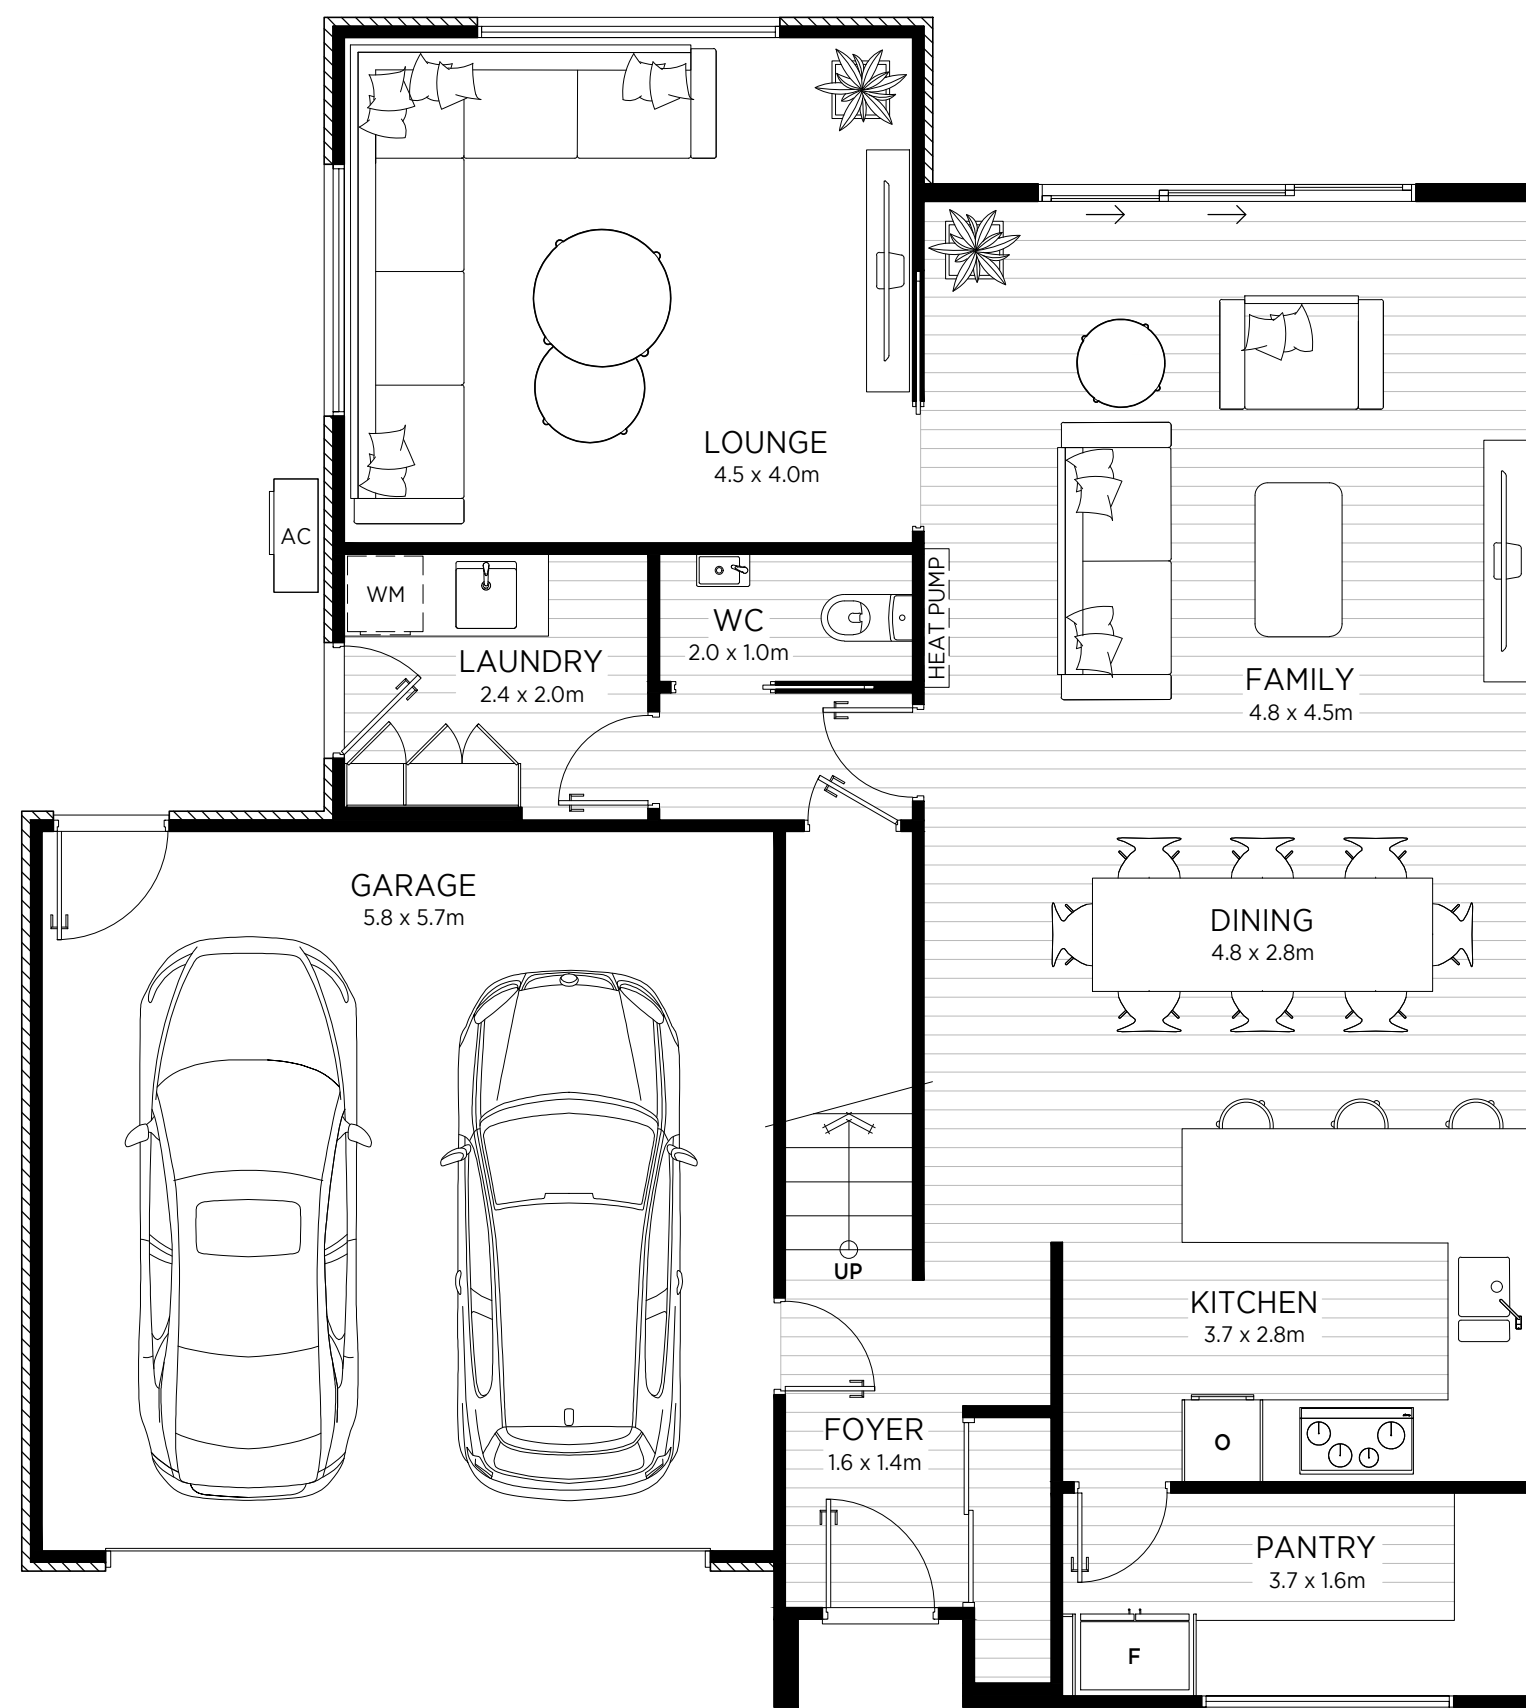 LOUNGE
4.5 x 4.0m
AC
WM
LAUNDRY
2.4 x 2.0m
WC
2.0 x 1.0m
HEAT PUMP
FAMILY
4.8 x 4.5m
GARAGE
5.8 x 5.7m
DINING
4.8 x 2.8m
UP
KITCHEN
3.7 x 2.8m
FOYER
1.6 x 1.4m
O
PANTRY
3.7 x 1.6m
F